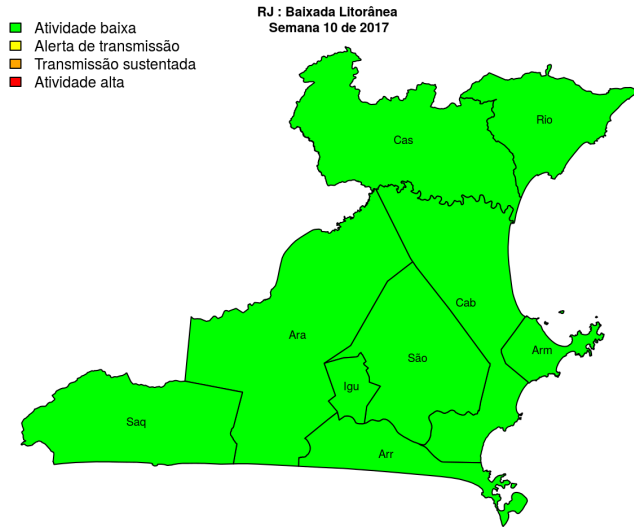 RJ : Baixada Litorânea
Semana 10 de 2017
Atividade baixa
Alerta de transmissão
Transmissão sustentada
Atividade alta
Rio
Cas
Cab
Ara
Arm
São
Igu
Saq
Arr